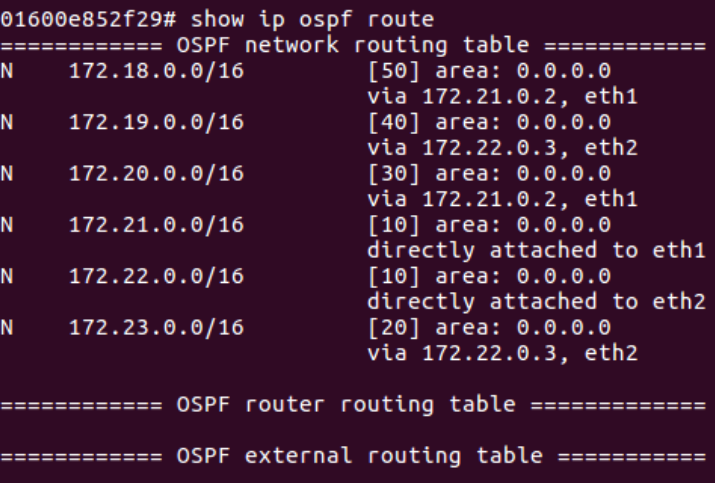 01600e852f29# show ip ospf route
============ OSPF network routing table ============
N    172.18.0.0/16         [50] area: 0.0.0.0
                           via 172.21.0.2, eth1
N    172.19.0.0/16         [40] area: 0.0.0.0
                           via 172.22.0.3, eth2
N    172.20.0.0/16         [30] area: 0.0.0.0
                           via 172.21.0.2, eth1
N    172.21.0.0/16         [10] area: 0.0.0.0
                           directly attached to eth1
N    172.22.0.0/16         [10] area: 0.0.0.0
                           directly attached to eth2
N    172.23.0.0/16         [20] area: 0.0.0.0
                           via 172.22.0.3, eth2
============ OSPF router routing table =============
============ OSPF external routing table ===========